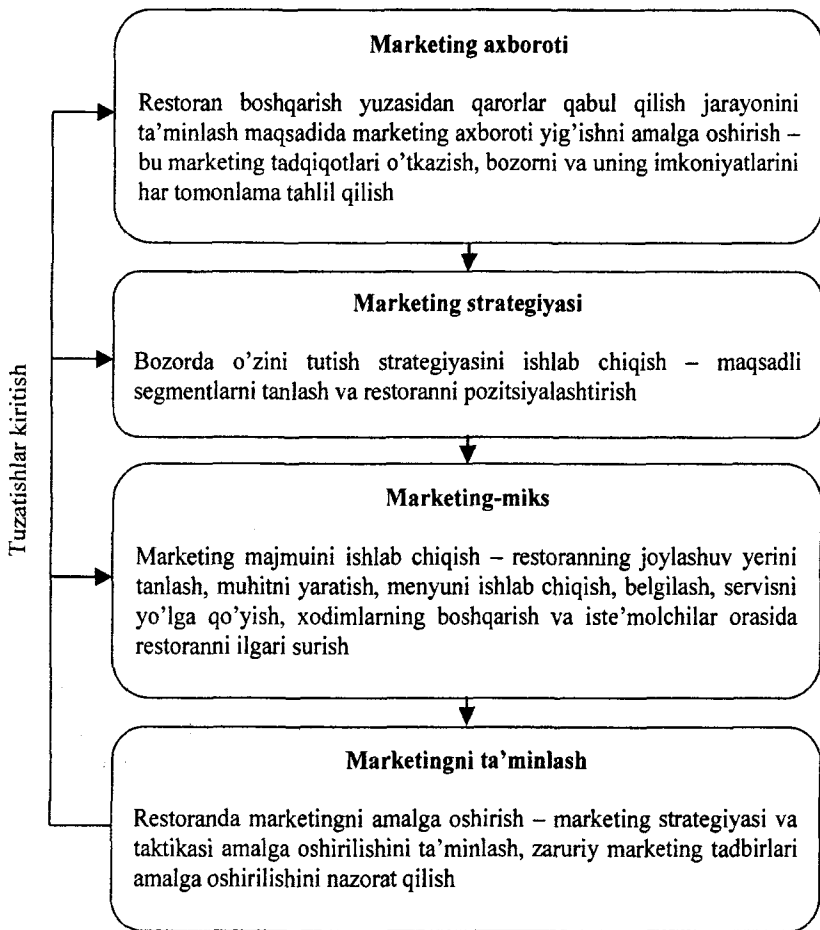 Marketing axboroti
Restoran boshqarish yuzasidan qarorlar qabul qilish jarayonini
ta’minlash maqsadida marketing axboroti yig’ishni amalga oshirish –
bu marketing tadqiqotlari o’tkazish, bozorni va uning imkoniyatlarini
har tomonlama tahlil qilish
Marketing strategiyasi
Bozorda o’zini tutish strategiyasini ishlab chiqish – maqsadli
segmentlarni tanlash va restoranni pozitsiyalashtirish
Marketing-miks
Marketing majmuini ishlab chiqish – restoranning joylashuv yerini
tanlash, muhitni yaratish, menyuni ishlab chiqish, belgilash, servisni
yo’lga qo’yish, xodimlarning boshqarish va iste’molchilar orasida
restoranni ilgari surish
Marketingni ta’minlash
Restoranda marketingni amalga oshirish – marketing strategiyasi va
taktikasi amalga oshirilishini ta’minlash, zaruriy marketing tadbirlari
amalga oshirilishini nazorat qilish
Tuzatishlar kiritish